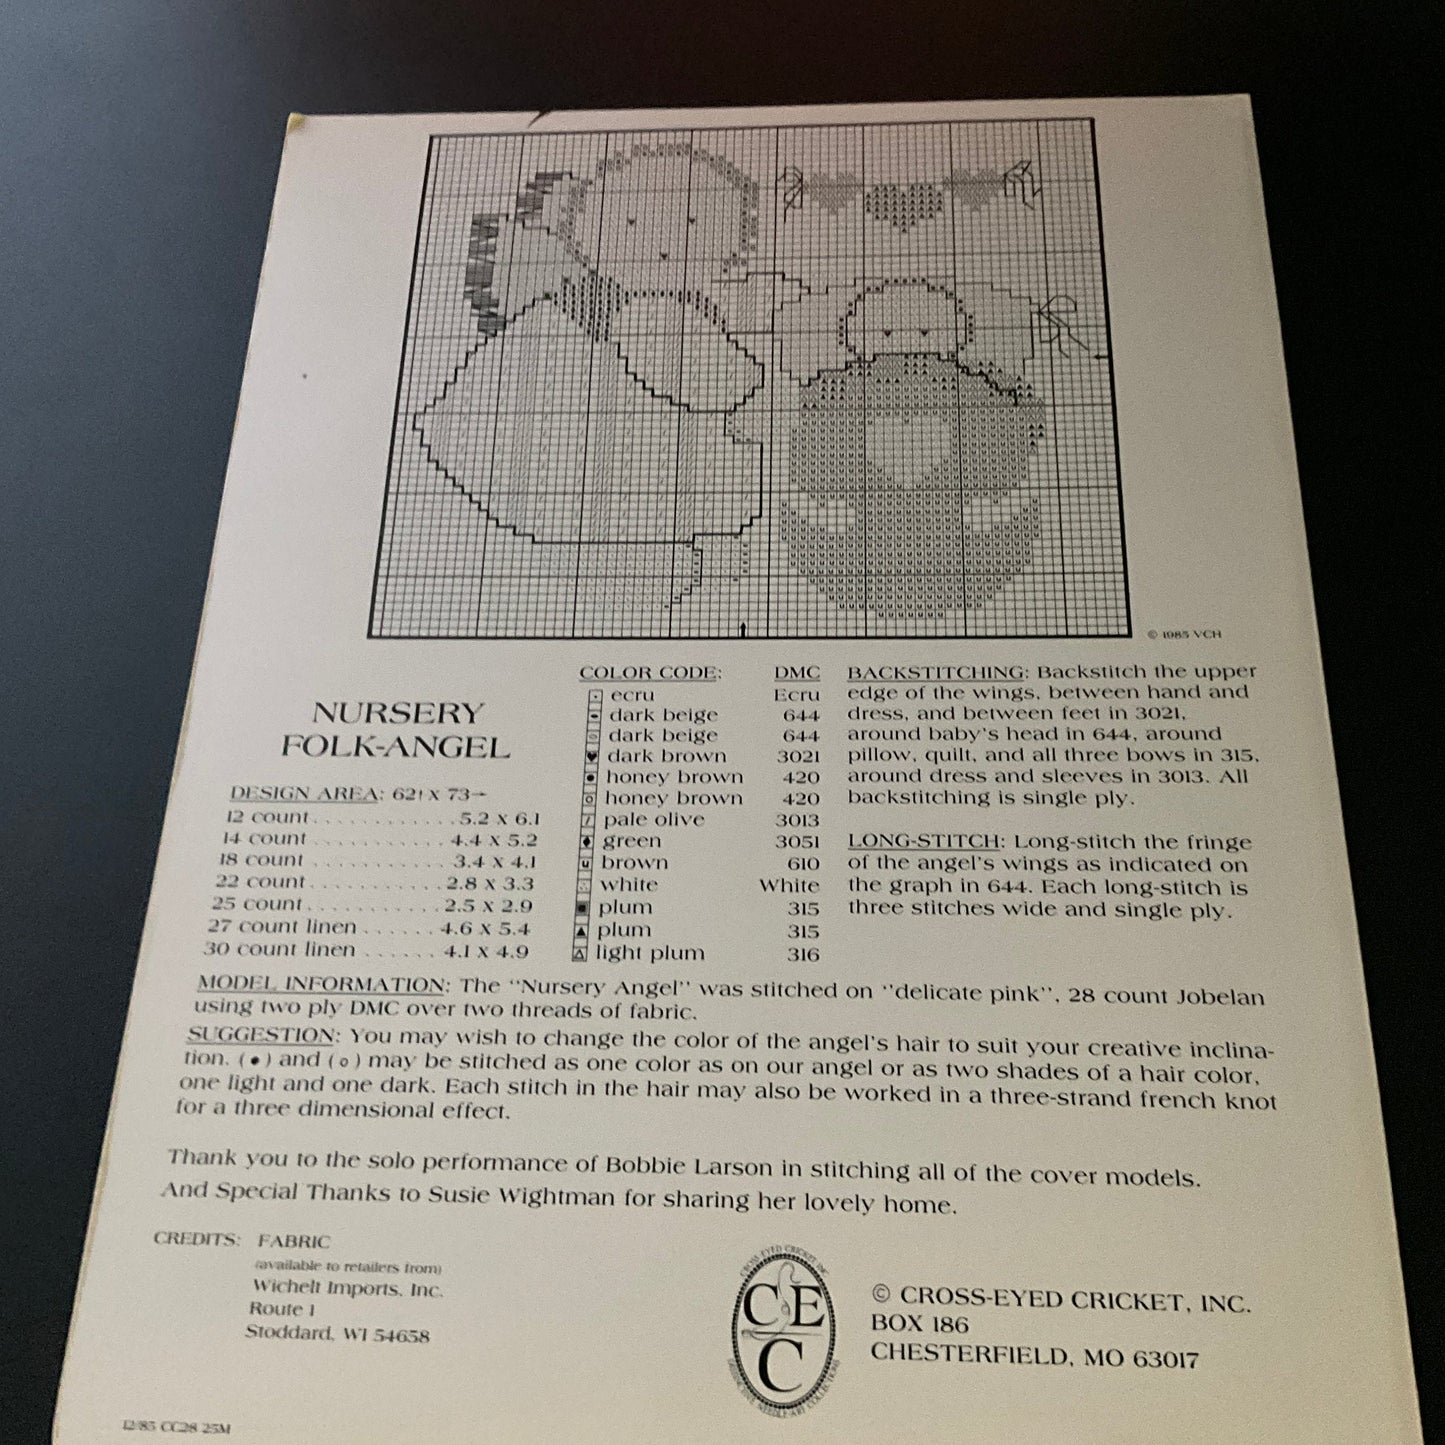 © 1985 VCH
NURSERY
FOLK-ANGEL
DESIGN AREA: 62↑ X 73→
12 count . . . . . . . . . . . . 5.2 x 6.1
14 count . . . . . . . . . . . 4.4 x 5.2
18 count . . . . . . . . . . . 3.4 x 4.1
22 count . . . . . . . . . . . 2.8 x 3.3
25 count . . . . . . . . . . . 2.5 x 2.9
27 count linen . . . . . . 4.6 x 5.4
30 count linen . . . . . . 4.1 x 4.9
COLOR CODE: DMC
ecru Ecru
dark beige 644
dark beige 644
dark brown 3021
honey brown 420
honey brown 420
pale olive 3013
green 3051
brown 610
white White
plum 315
plum 315
light plum 316
BACKSTITCHING: Backstitch the upper
edge of the wings, between hand and
dress, and between feet in 3021,
around baby's head in 644, around
pillow, quilt, and all three bows in 315,
around dress and sleeves in 3013. All
backstitching is single ply.
LONG-STITCH: Long-stitch the fringe
of the angel's wings as indicated on
the graph in 644. Each long-stitch is
three stitches wide and single ply.
MODEL INFORMATION: The "Nursery Angel" was stitched on "delicate pink", 28 count Jobelan
using two ply DMC over two threads of fabric.
SUGGESTION: You may wish to change the color of the angel's hair to suit your creative inclina-
tion. (●) and (o) may be stitched as one color as on our angel or as two shades of a hair color,
one light and one dark. Each stitch in the hair may also be worked in a three-strand french knot
for a three dimensional effect.
Thank you to the solo performance of Bobbie Larson in stitching all of the cover models.
And Special Thanks to Susie Wightman for sharing her lovely home.
CREDITS: FABRIC
(available to retailers from)
Wichelt Imports, Inc.
Route 1
Stoddard, WI 54658
CROSS-EYED CRICKET INC
CEC
© CROSS-EYED CRICKET, INC.
BOX 186
CHESTERFIELD, MO 63017
12/85 CC28 25M